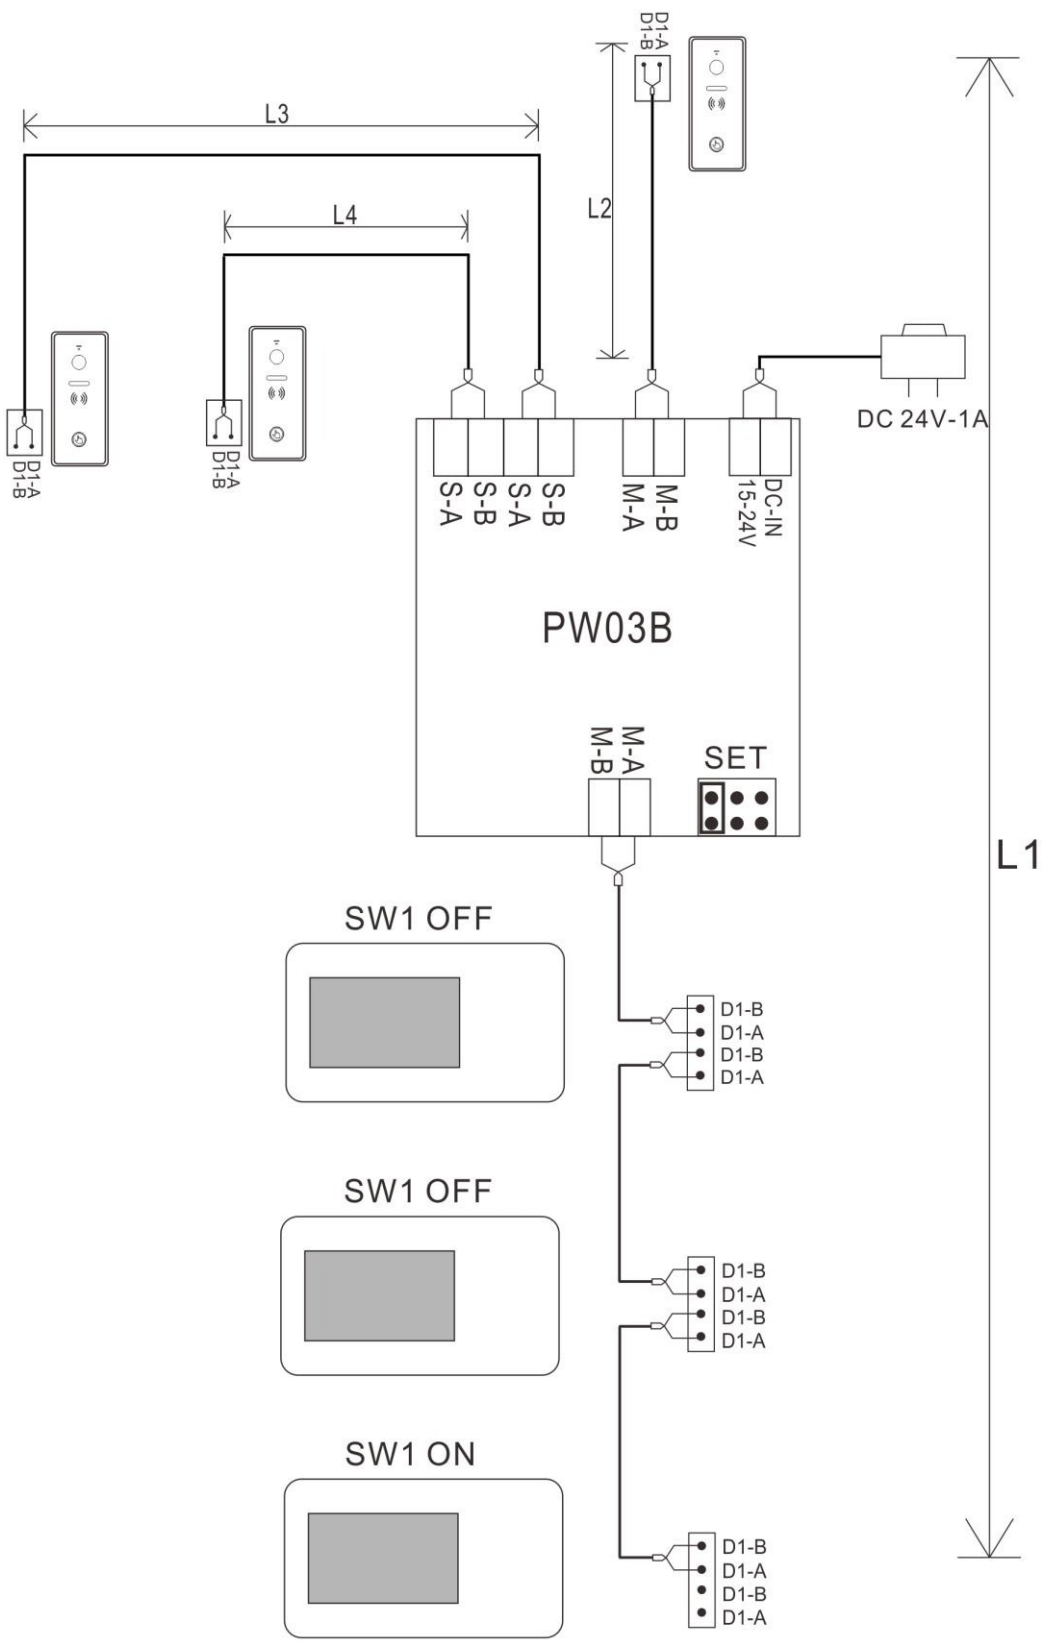 D1-A
D1-B
L3
L2
L4
DC 24V-1A
D1-A
D1-B
D1-A
D1-B
S-A
S-B
S-A
S-B
M-A
M-B
DC-IN
15-24V
PW03B
M-A
M-B
SET
L1
SW1 OFF
D1-B
D1-A
D1-B
D1-A
SW1 OFF
D1-B
D1-A
D1-B
D1-A
SW1 ON
D1-B
D1-A
D1-B
D1-A